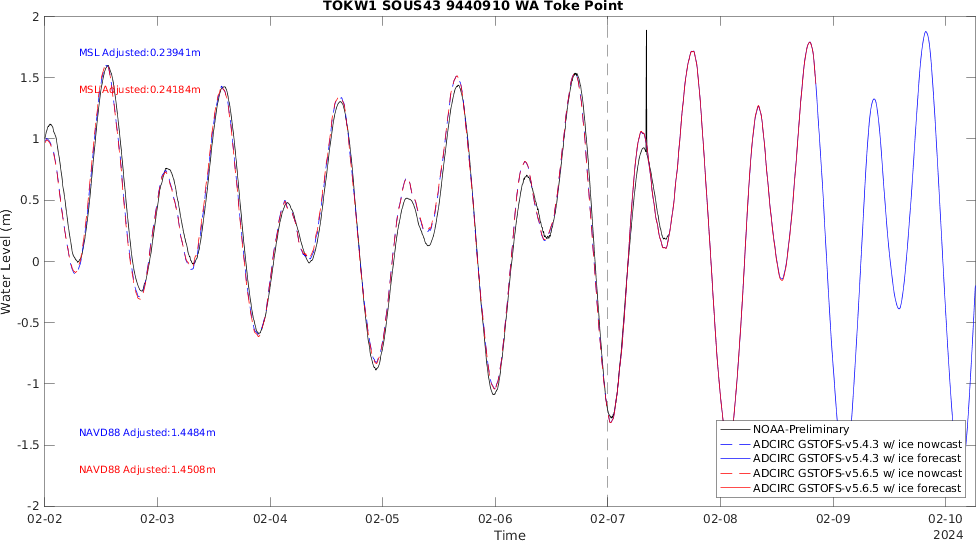 TOKW1 SOUS43 9440910 WA Toke Point
2
1.5
1
0.5
0
-0.5
-1
-1.5
-2
Water Level (m)
MSL Adjusted:0.23941m
MSL Adjusted:0.24184m
NAVD88 Adjusted:1.4484m
NAVD88 Adjusted:1.4508m
NOAA-Preliminary
ADCIRC GSTOFS-v5.4.3 w/ ice nowcast
ADCIRC GSTOFS-v5.4.3 w/ ice forecast
ADCIRC GSTOFS-v5.6.5 w/ ice nowcast
ADCIRC GSTOFS-v5.6.5 w/ ice forecast
02-02 02-03 02-04 02-05 02-06 02-07 02-08 02-09 02-10
Time
2024